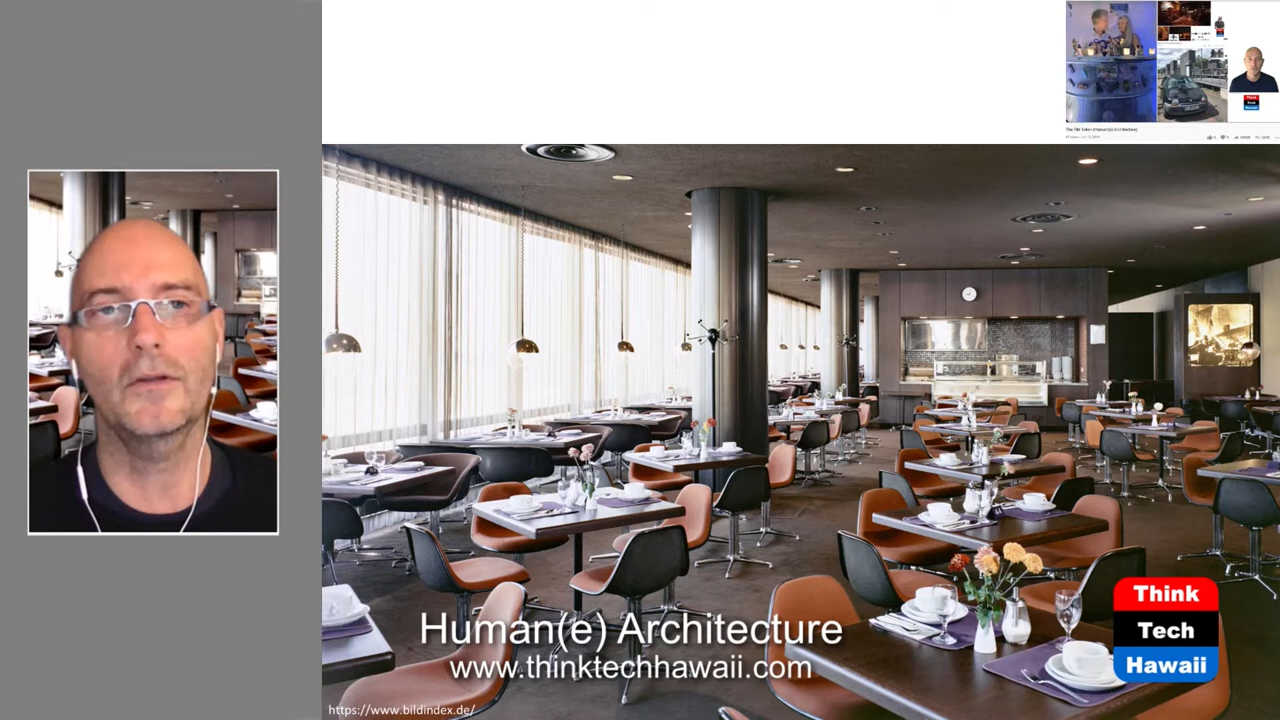 Human(e) Architecture
www.thinktechhawaii.com
Think
Tech
Hawaii
https://www.bildindex.de/